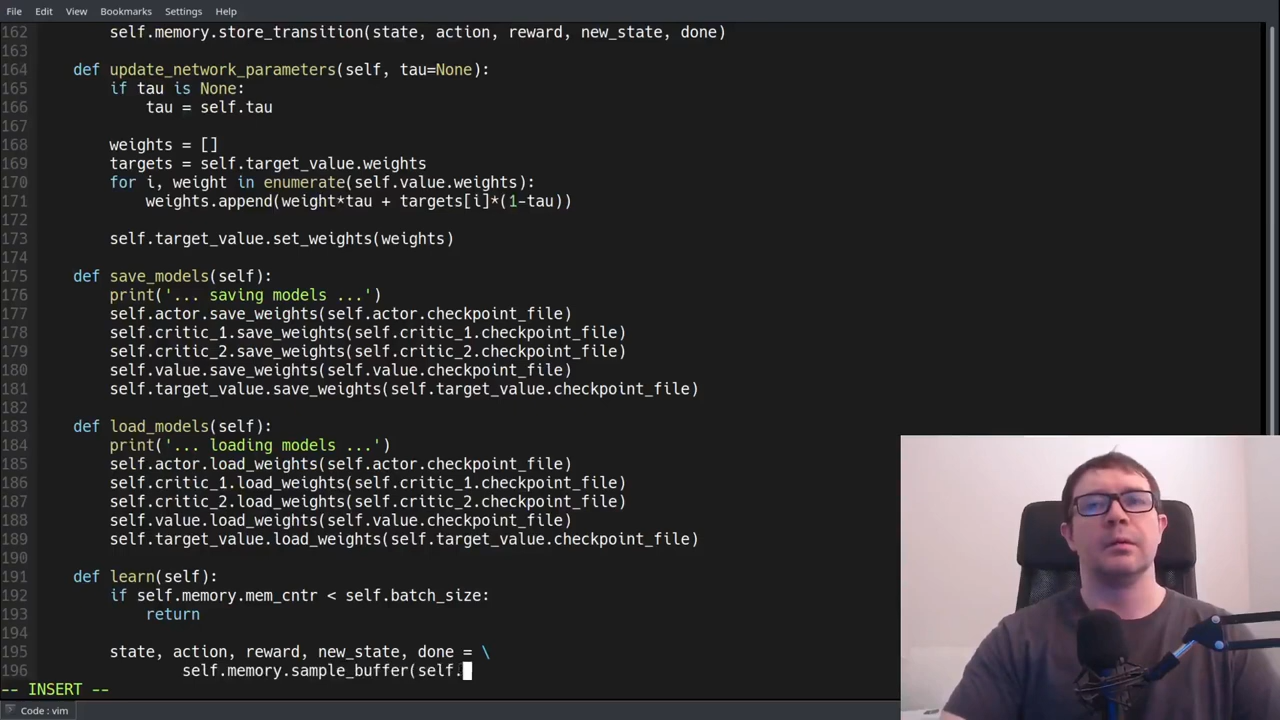 File Edit View Bookmarks Settings Help
162 self.memory.store_transition(state, action, reward, new_state, done)
163
164 def update_network_parameters(self, tau=None):
165 if tau is None:
166 tau = self.tau
167
168 weights = []
169 targets = self.target_value.weights
170 for i, weight in enumerate(self.value.weights):
171 weights.append(weight*tau + targets[i]*(1-tau))
172
173 self.target_value.set_weights(weights)
174
175 def save_models(self):
176 print('... saving models ...')
177 self.actor.save_weights(self.actor.checkpoint_file)
178 self.critic_1.save_weights(self.critic_1.checkpoint_file)
179 self.critic_2.save_weights(self.critic_2.checkpoint_file)
180 self.value.save_weights(self.value.checkpoint_file)
181 self.target_value.save_weights(self.target_value.checkpoint_file)
182
183 def load_models(self):
184 print('... loading models ...')
185 self.actor.load_weights(self.actor.checkpoint_file)
186 self.critic_1.load_weights(self.critic_1.checkpoint_file)
187 self.critic_2.load_weights(self.critic_2.checkpoint_file)
188 self.value.load_weights(self.value.checkpoint_file)
189 self.target_value.load_weights(self.target_value.checkpoint_file)
190
191 def learn(self):
192 if self.memory.mem_cntr < self.batch_size:
193 return
194
195 state, action, reward, new_state, done = \
196 self.memory.sample_buffer(self.
-- INSERT --
Code : vim